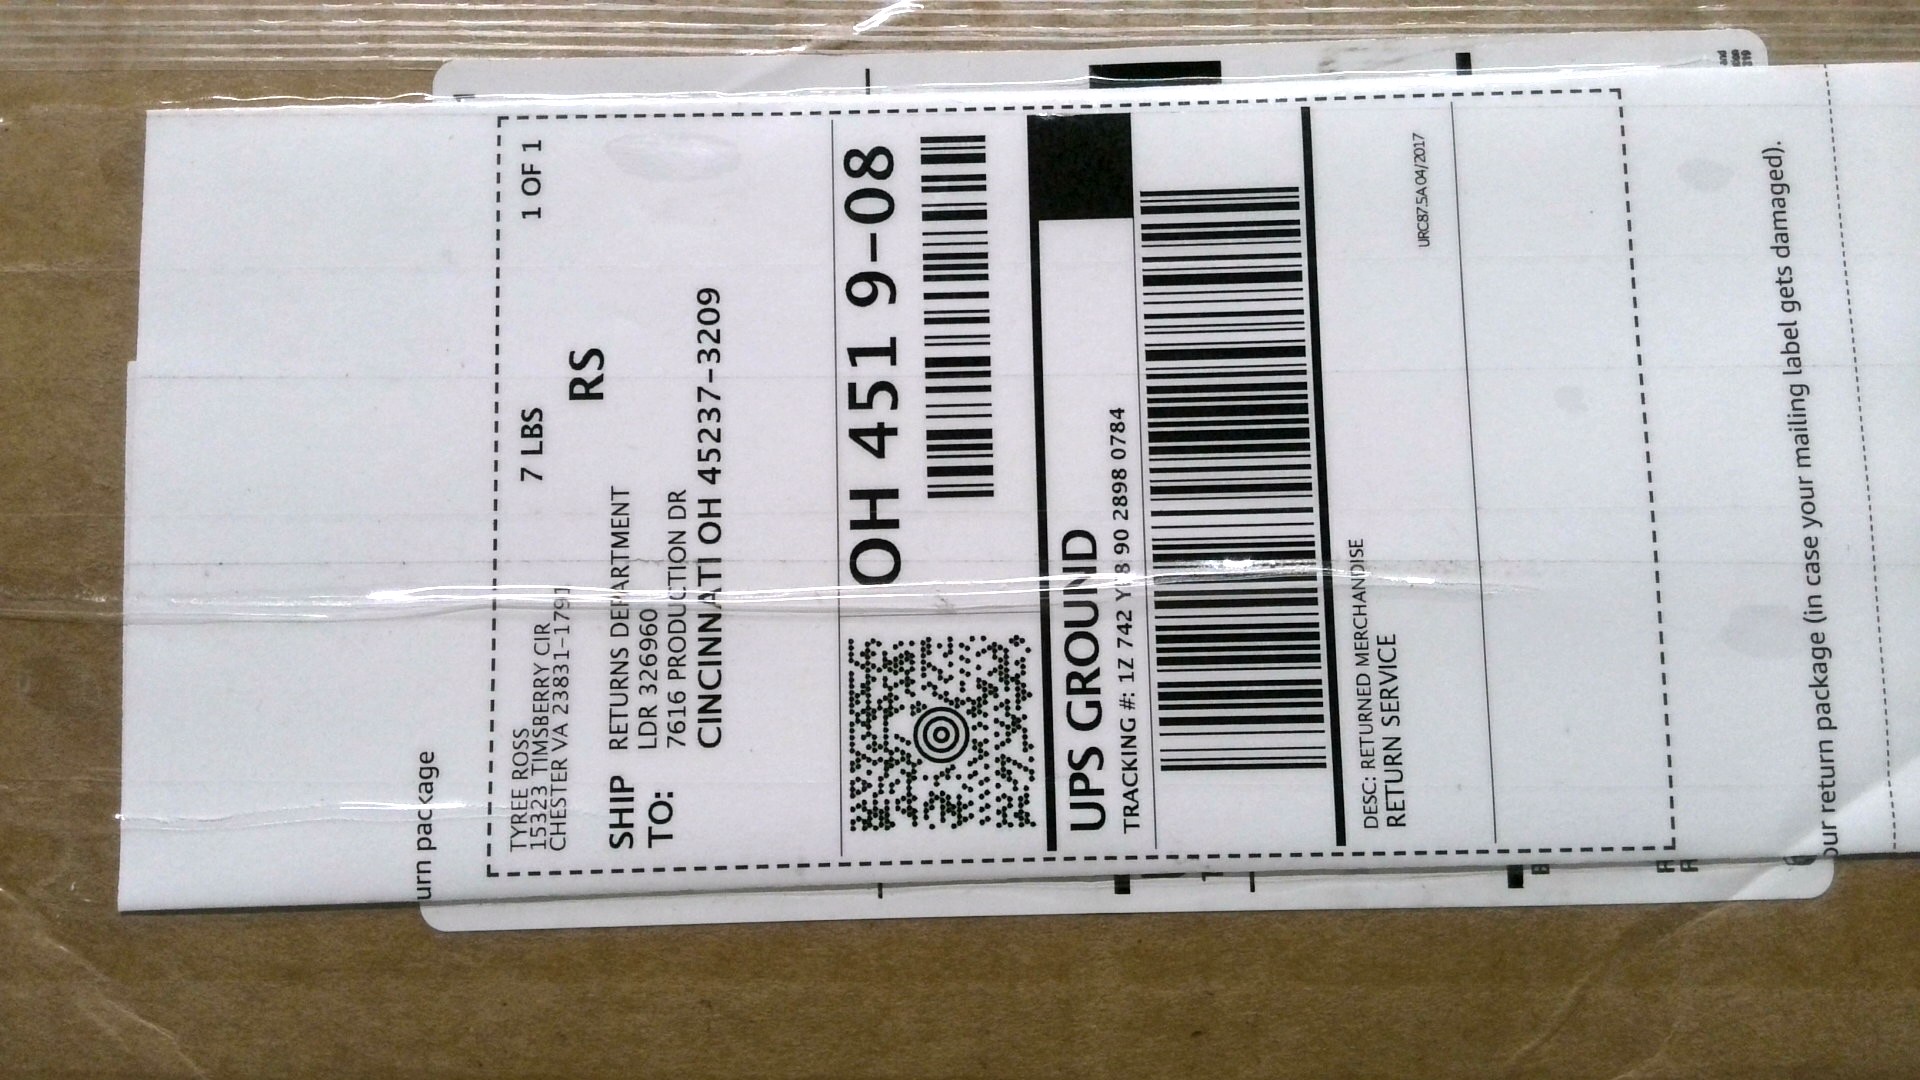 urn package
TYREE ROSS
15323 TIMSBERRY CIR
CHESTER VA 23831-1791
7 LBS
1 OF 1
RS
SHIP
TO:
RETURNS DEPARTMENT
LDR 326960
7616 PRODUCTION DR
CINCINNATI OH 45237-3209
OH 451 9-08
UPS GROUND
TRACKING #: 1Z 742 Y 8 90 2898 0784
DESC: RETURNED MERCHANDISE
RETURN SERVICE
URC87.5A 04/2017
our return package (in case your mailing label gets damaged).